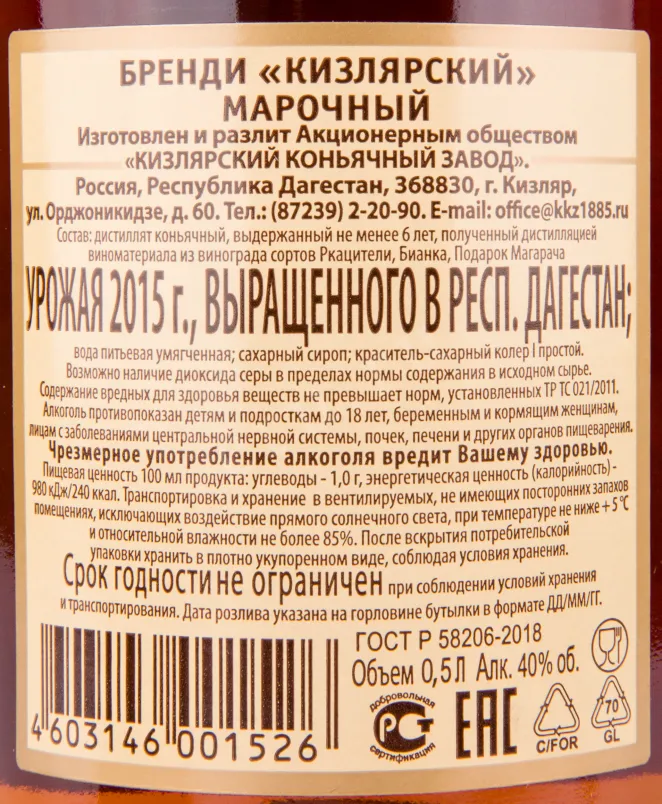 БРЕНДИ «КИЗЛЯРСКИЙ»
МАРОЧНЫЙ
Изготовлен и разлит Акционерным обществом
«КИЗЛЯРСКИЙ КОНЬЯЧНЫЙ ЗАВОД».
Россия, Республика Дагестан, 368830, г. Кизляр,
ул. Орджоникидзе, д. 60. Тел.: (87239) 2-20-90. E-mail: office@kkz1885.ru
Состав: дистиллят коньячный, выдержанный не менее 6 лет, полученный дистилляцией
виноматериала из винограда сортов Ркацители, Бианка, Подарок Магарача
УРОЖАЯ 2015 г., ВЫРАЩЕННОГО В РЕСП. ДАГЕСТАН;
вода питьевая умягченная; сахарный сироп; краситель-сахарный колер I простой.
Возможно наличие диоксида серы в пределах нормы содержания в исходном сырье.
Содержание вредных для здоровья веществ не превышает норм, установленных ТР ТС 021/2011.
Алкоголь противопоказан детям и подросткам до 18 лет, беременным и кормящим женщинам,
лицам с заболеваниями центральной нервной системы, почек, печени и других органов пищеварения.
Чрезмерное употребление алкоголя вредит Вашему здоровью.
Пищевая ценность 100 мл продукта: углеводы - 1,0 г, энергетическая ценность (калорийность) -
980 кДж/240 ккал. Транспортировка и хранение в вентилируемых, не имеющих посторонних запахов
помещениях, исключающих воздействие прямого солнечного света, при температуре не ниже + 5 °С
и относительной влажности не более 85%. После вскрытия потребительской
упаковки хранить в плотно укупоренном виде, соблюдая условия хранения.
Срок годности не ограничен при соблюдении условий хранения
и транспортирования. Дата розлива указана на горловине бутылки в формате ДД/ММ/ГГ.
ГОСТ Р 58206-2018
Объем 0,5Л Алк. 40% об.
добровольная
РСТ
сертификация
EAC
C/FOR
70
GL
4 603146 001526